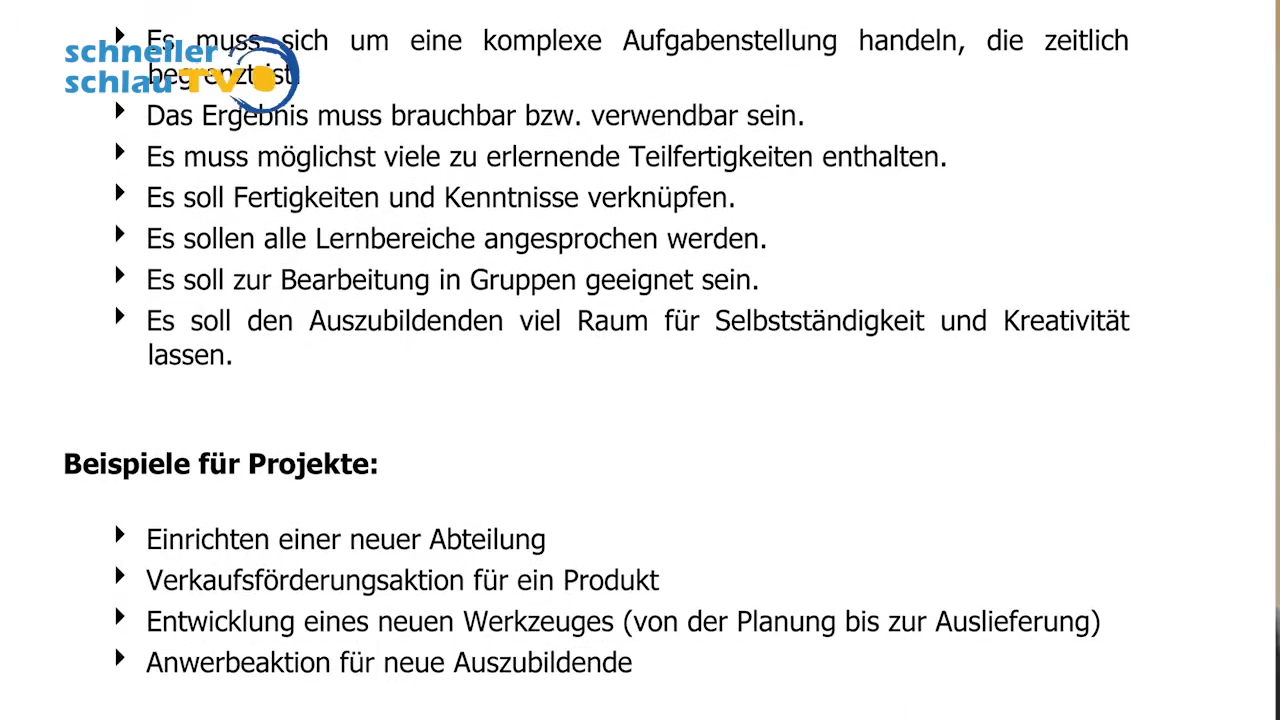 schneller
schlau TVO
Es muss sich um eine komplexe Aufgabenstellung handeln, die zeitlich
begrenzt ist.
Das Ergebnis muss brauchbar bzw. verwendbar sein.
Es muss möglichst viele zu erlernende Teilfertigkeiten enthalten.
Es soll Fertigkeiten und Kenntnisse verknüpfen.
Es sollen alle Lernbereiche angesprochen werden.
Es soll zur Bearbeitung in Gruppen geeignet sein.
Es soll den Auszubildenden viel Raum für Selbstständigkeit und Kreativität
lassen.
Beispiele für Projekte:
Einrichten einer neuer Abteilung
Verkaufsförderungsaktion für ein Produkt
Entwicklung eines neuen Werkzeuges (von der Planung bis zur Auslieferung)
Anwerbeaktion für neue Auszubildende